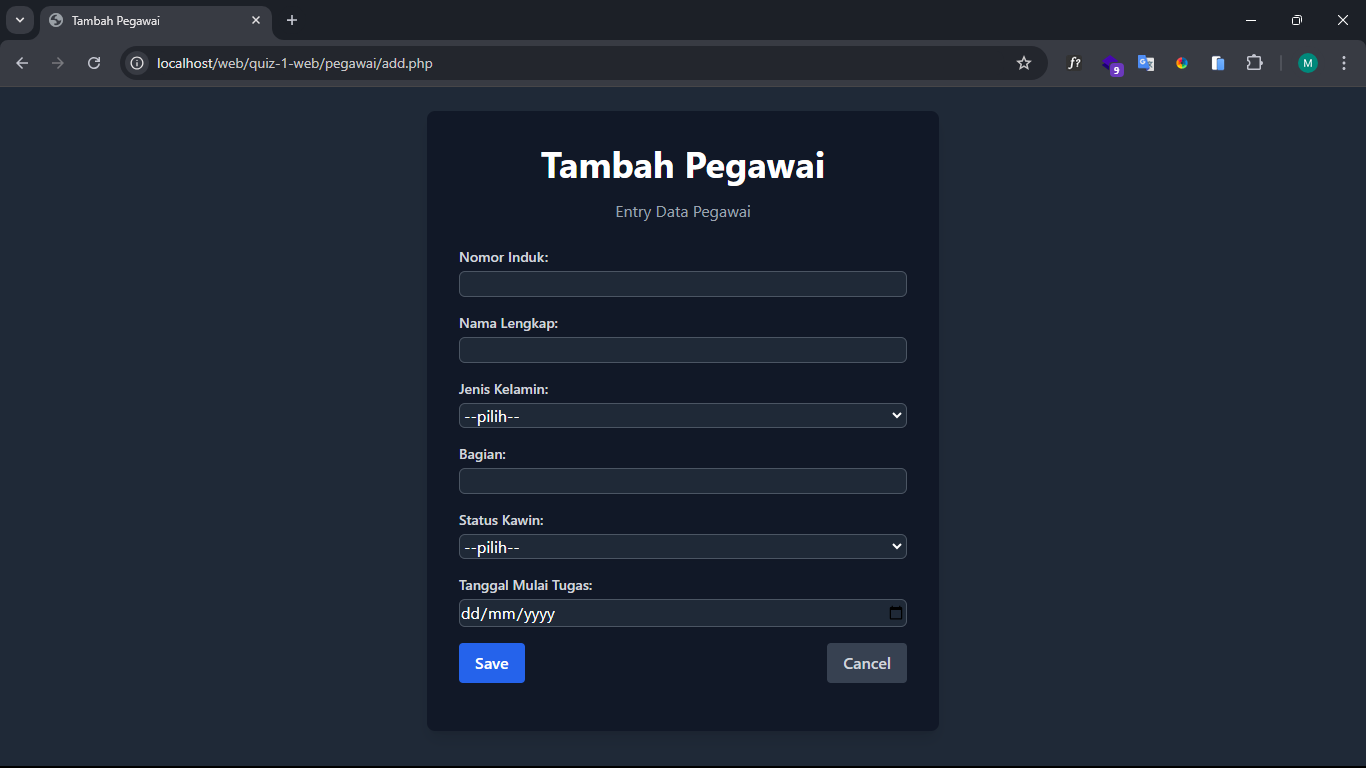 Tambah Pegawai
localhost/web/quiz-1-web/pegawai/add.php
f?
9
G
M
Tambah Pegawai
Entry Data Pegawai
Nomor Induk:
Nama Lengkap:
Jenis Kelamin:
--pilih--
Bagian:
Status Kawin:
--pilih--
Tanggal Mulai Tugas:
dd/mm/yyyy
Save
Cancel